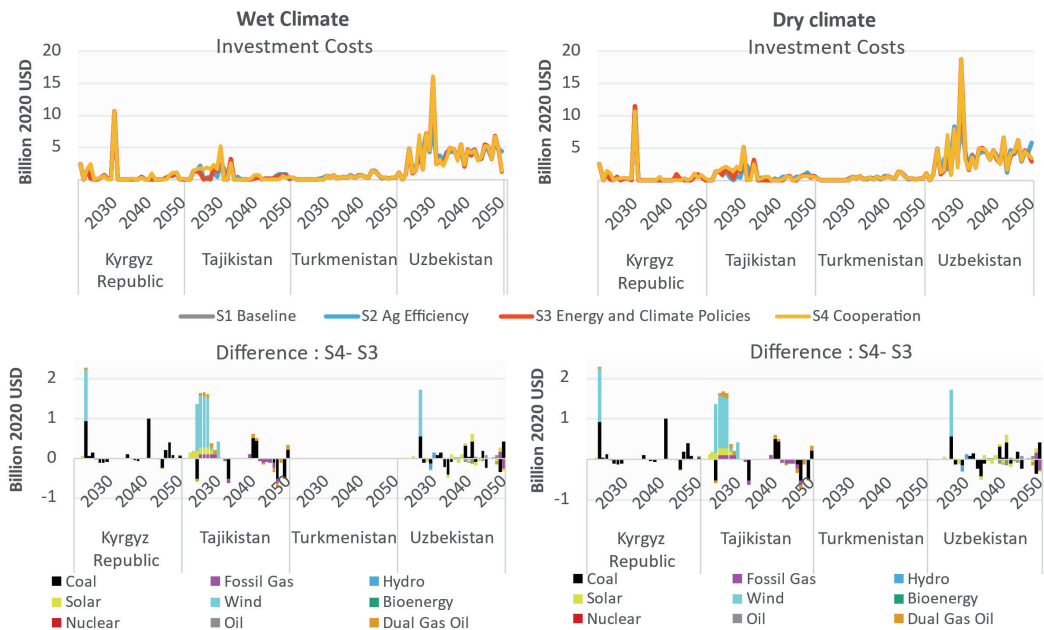 Wet Climate
Investment Costs
Billion 2020 USD
20
15
10
5
2030 2040 2050 2030 2040 2050 2030 2040 2050 2030 2040 2050
Kyrgyz Republic
Tajikistan
Turkmenistan
Uzbekistan
Dry climate
Investment Costs
Billion 2020 USD
20
15
10
5
0
2030 2040 2050 2030 2040 2050 2030 2040 2050 2030 2040 2050
Kyrgyz Republic
Tajikistan
Turkmenistan
Uzbekistan
S1 Baseline
S2 Ag Efficiency
S3 Energy and Climate Policies
S4 Cooperation
Difference : S4- S3
Billion 2020 USD
2
1
0
-1
2030 2040 2050 2030 2040 2050 2030 2040 2050 2030 2040 2050
Kyrgyz Republic
Tajikistan
Turkmenistan
Uzbekistan
Coal
Fossil Gas
Hydro
Solar
Wind
Bioenergy
Nuclear
Oil
Dual Gas Oil
Difference : S4- S3
Billion 2020 USD
2
1
0
-1
2030 2040 2050 2030 2040 2050 2030 2040 2050 2030 2040 2050
Kyrgyz Republic
Tajikistan
Turkmenistan
Uzbekistan
Coal
Fossil Gas
Hydro
Solar
Wind
Bioenergy
Nuclear
Oil
Dual Gas Oil